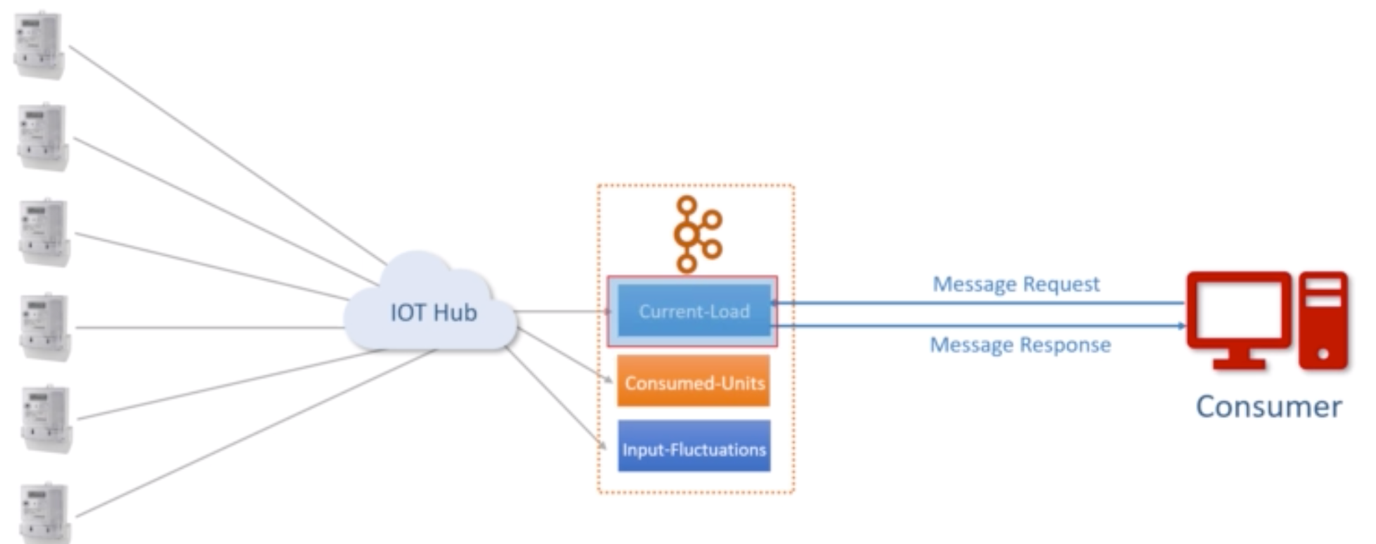 IOT Hub
Current-Load
Consumed-Units
Input-Fluctuations
Message Request
Message Response
Consumer